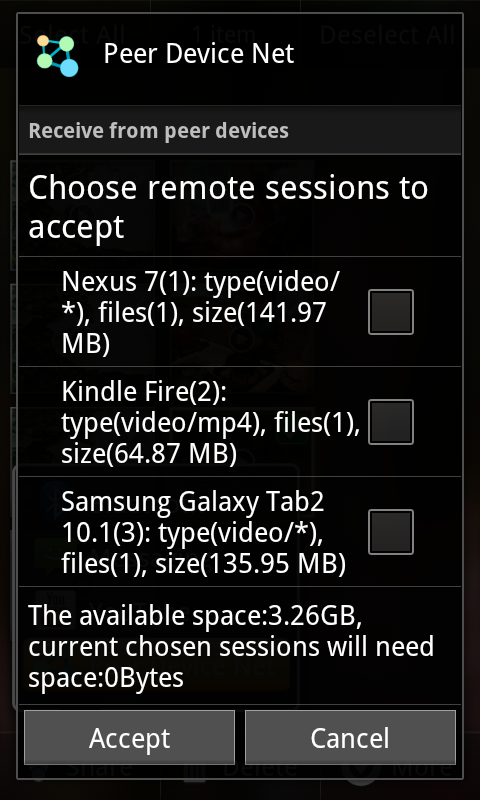 Select All 1 item Deselect All
Peer Device Net
Receive from peer devices
Choose remote sessions to
accept
Nexus 7(1): type(video/
*), files(1), size(141.97
MB)
Kindle Fire(2):
type(video/mp4), files(1),
size(64.87 MB)
Samsung Galaxy Tab2
10.1(3): type(video/*),
files(1), size(135.95 MB)
The available space:3.26GB,
current chosen sessions will need
space:0Bytes
Accept Cancel
Share Delete More